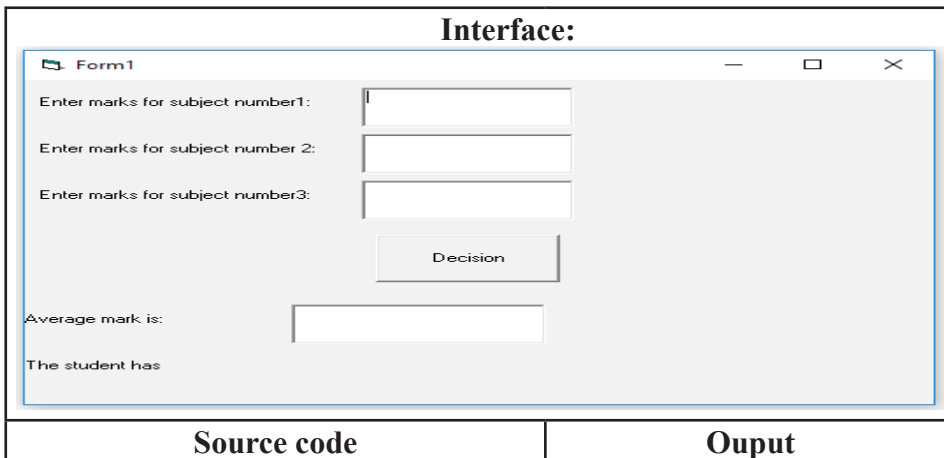 Interface:
Form1
Enter marks for subject number1:
Enter marks for subject number 2:
Enter marks for subject number3:
Decision
Average mark is:
The student has
Source code Ouput